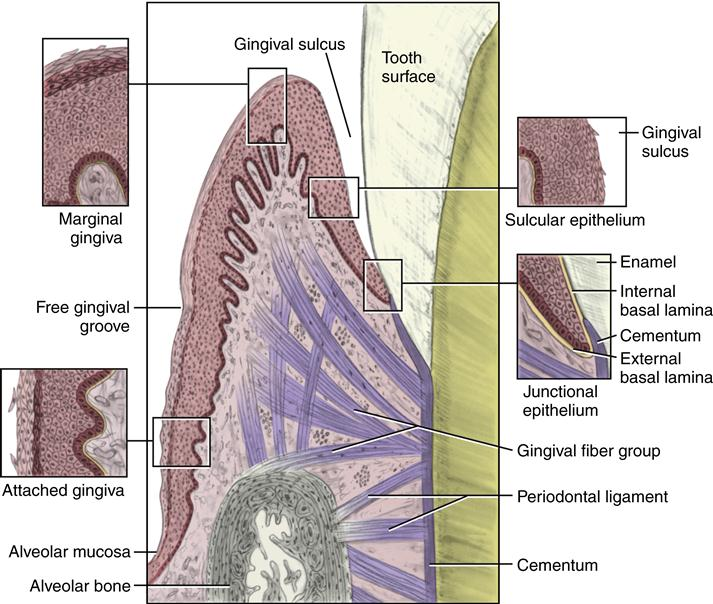 Gingival sulcus
Tooth
surface
Marginal
gingiva
Gingival
sulcus
Sulcular epithelium
Enamel
Internal
basal lamina
Cementum
External
basal lamina
Junctional
epithelium
Free gingival
groove
Attached gingiva
Gingival fiber group
Periodontal ligament
Alveolar mucosa
Cementum
Alveolar bone